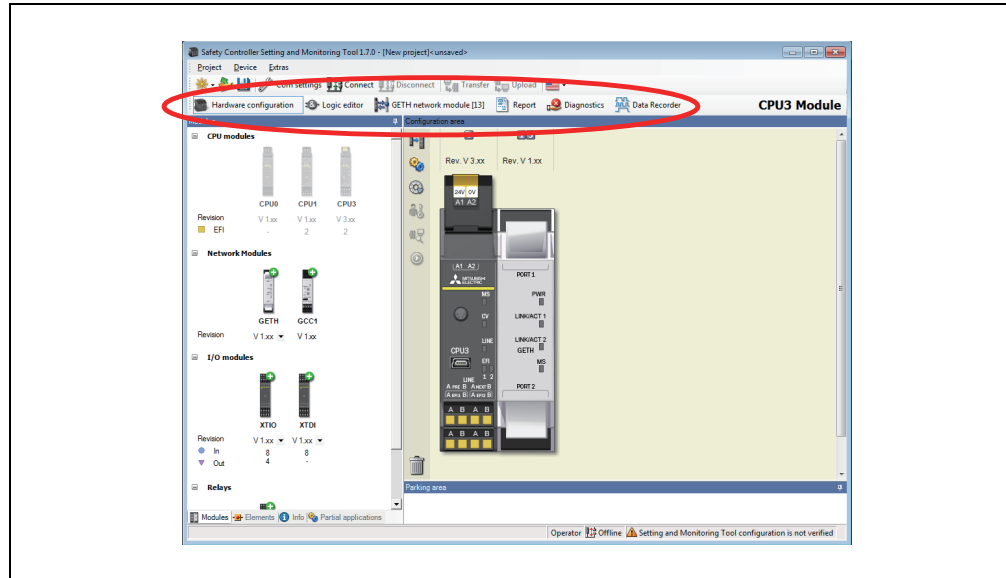 Safety Controller Setting and Monitoring Tool 1.7.0 - [New project]<unsaved>
Project Device Extras
Com settings Connect Disconnect Transfer Upload
Hardware configuration Logic editor GETH network module [13] Report Diagnostics Data Recorder CPU3 Module
Configuration area
CPU modules
Rev. V 3.xx Rev. V 1.xx
24V 0V
A1 A2
CPU0 CPU1 CPU3
Revision V 1.xx V 1.xx V 3.xx
EFI - 2 2
Network Modules
GETH GCC1
Revision V 1.xx V 1.xx
I/O modules
XTIO XTDI
Revision V 1.xx V 1.xx
In 8 8
Out 4 -
Relays
A1 A2
MITSUBISHI
ELECTRIC
MS
CV
LINE
CPU3
EFI
1 2
LINE
A PRE B A NEXT B
A EFI1 B A EFI2 B
A B A B
A B A B
PORT 1
PWR
LINK/ACT 1
LINK/ACT 2
GETH
MS
PORT 2
Parking area
Modules Elements Info Partial applications
Operator Offline Setting and Monitoring Tool configuration is not verified